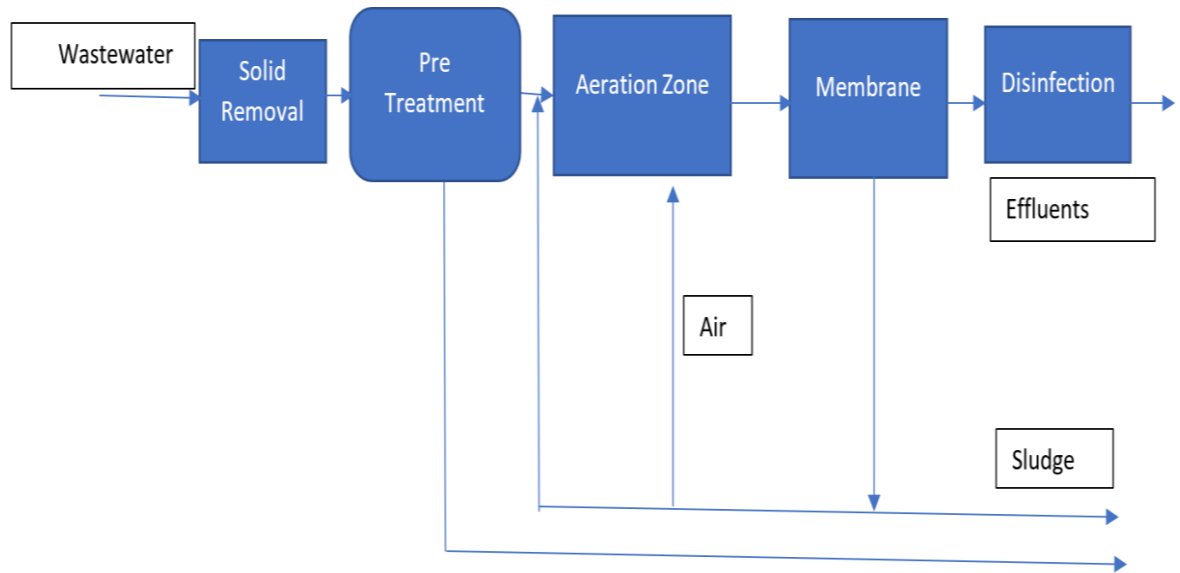 Wastewater
Solid
Removal
Pre
Treatment
Aeration Zone
Membrane
Disinfection
Effluents
Air
Sludge